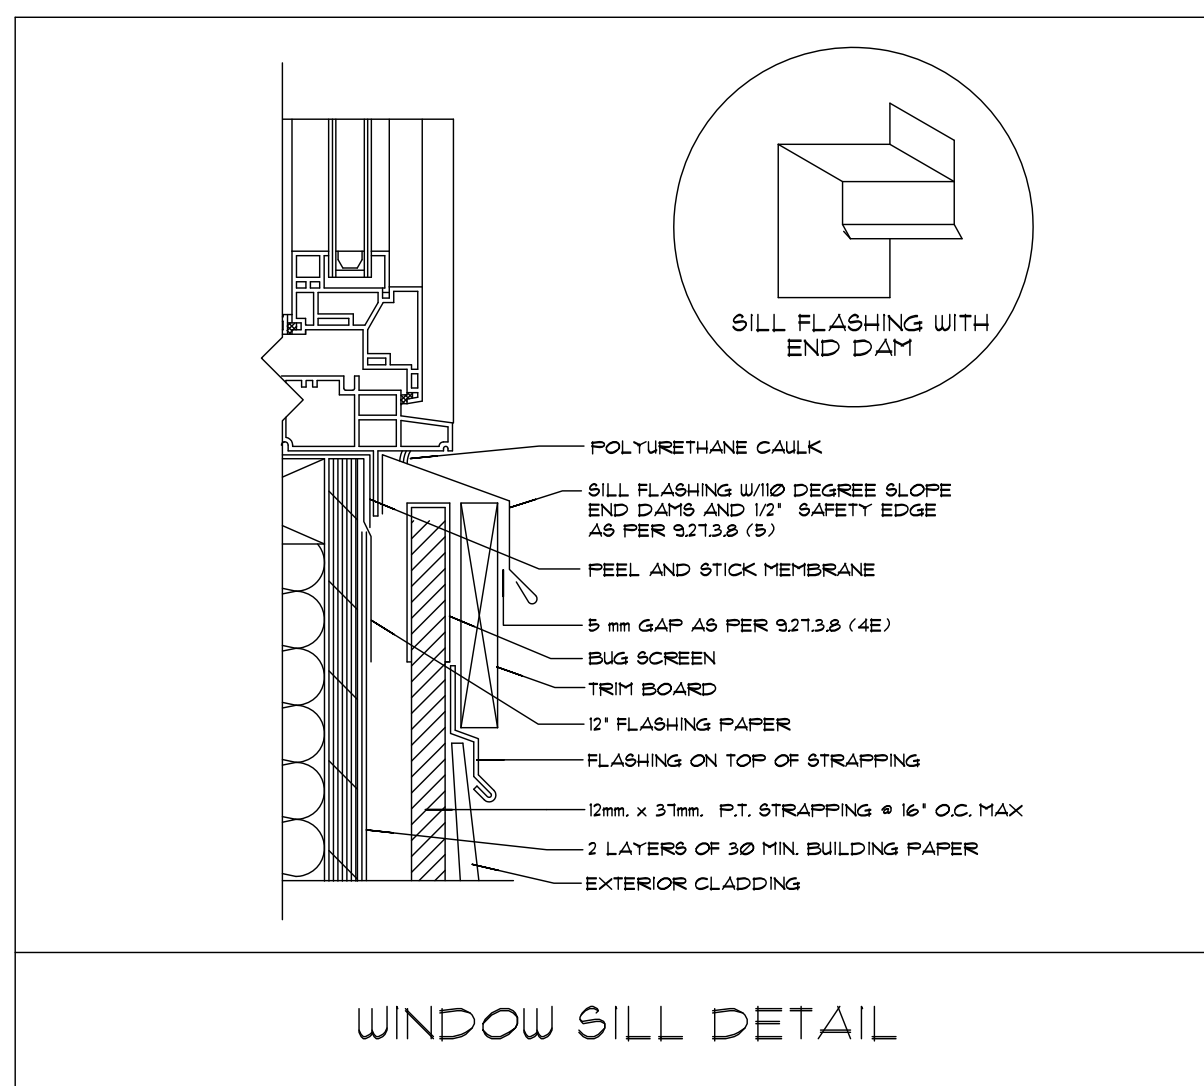 SILL FLASHING WITH
END DAM
POLYURETHANE CAULK
SILL FLASHING W/110 DEGREE SLOPE
END DAMS AND 1/2" SAFETY EDGE
AS PER 9.27.3.8 (5)
PEEL AND STICK MEMBRANE
5 mm GAP AS PER 9.27.3.8 (4E)
BUG SCREEN
TRIM BOARD
12" FLASHING PAPER
FLASHING ON TOP OF STRAPPING
12mm. x 37mm. P.T. STRAPPING @ 16" O.C. MAX
2 LAYERS OF 30 MIN. BUILDING PAPER
EXTERIOR CLADDING
WINDOW SILL DETAIL